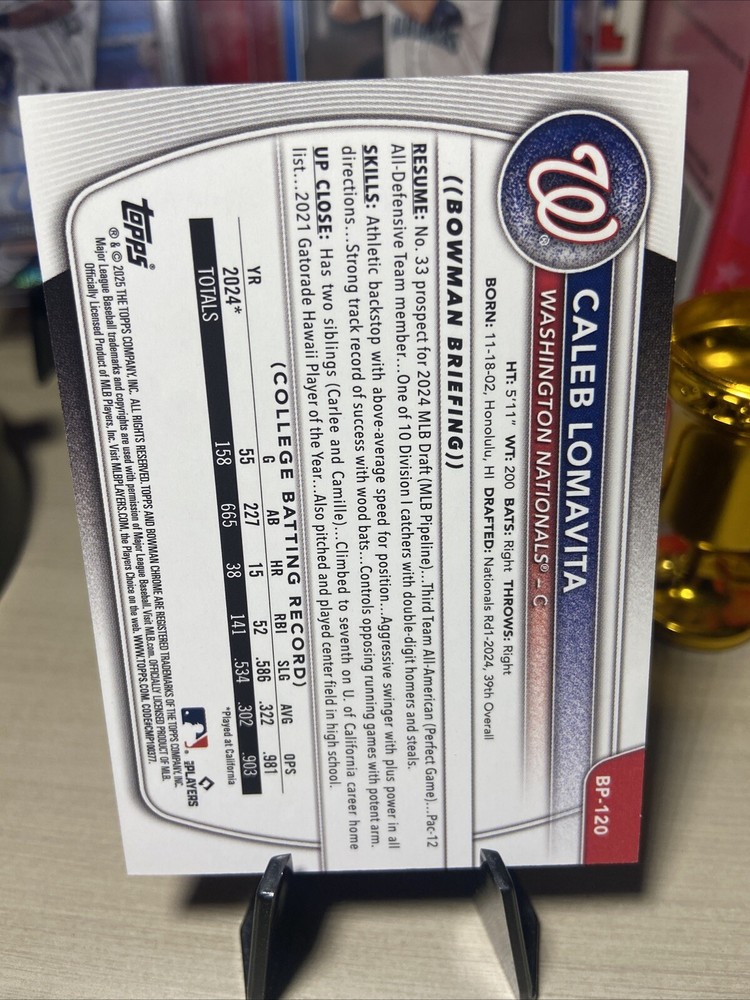 BP-120
W®
CALEB LOMAVITA
WASHINGTON NATIONALS® – C
HT: 5'11" WT: 200 BATS: Right THROWS: Right
BORN: 11-18-02, Honolulu, HI DRAFTED: Nationals Rd1-2024, 39th Overall
((BOWMAN BRIEFING))
RESUME: No. 33 prospect for 2024 MLB Draft (MLB Pipeline)...Third Team All-American (Perfect Game)...Pac-12
All-Defensive Team member...One of 10 Division I catchers with double-digit homers and steals.
SKILLS: Athletic backstop with above-average speed for position...Aggressive swinger with plus power in all
directions...Strong track record of success with wood bats...Controls opposing running games with potent arm.
UP CLOSE: Has two siblings (Carlee and Camille)...Climbed to seventh on U. of California career home
list...2021 Gatorade Hawaii Player of the Year...Also pitched and played center field in high school.
(COLLEGE BATTING RECORD)
YR G AB HR RBI SLG AVG OPS
2024* 55 227 15 52 .586 .322 .981
TOTALS 158 665 38 141 .534 .302 .903
*Played at California
topps®
® & © 2025 THE TOPPS COMPANY, INC. ALL RIGHTS RESERVED. TOPPS AND BOWMAN CHROME ARE REGISTERED TRADEMARKS OF THE TOPPS COMPANY, INC.
Major League Baseball trademarks and copyrights are used with permission of Major League Baseball. Visit MLB.com. OFFICIALLY LICENSED PRODUCT OF MLB
Officially Licensed Product of MLB Players, Inc. Visit MLBPLAYERS.COM, the Players Choice on the web. WWW.TOPPS.COM. CODE#CMP108377.
PLAYERS